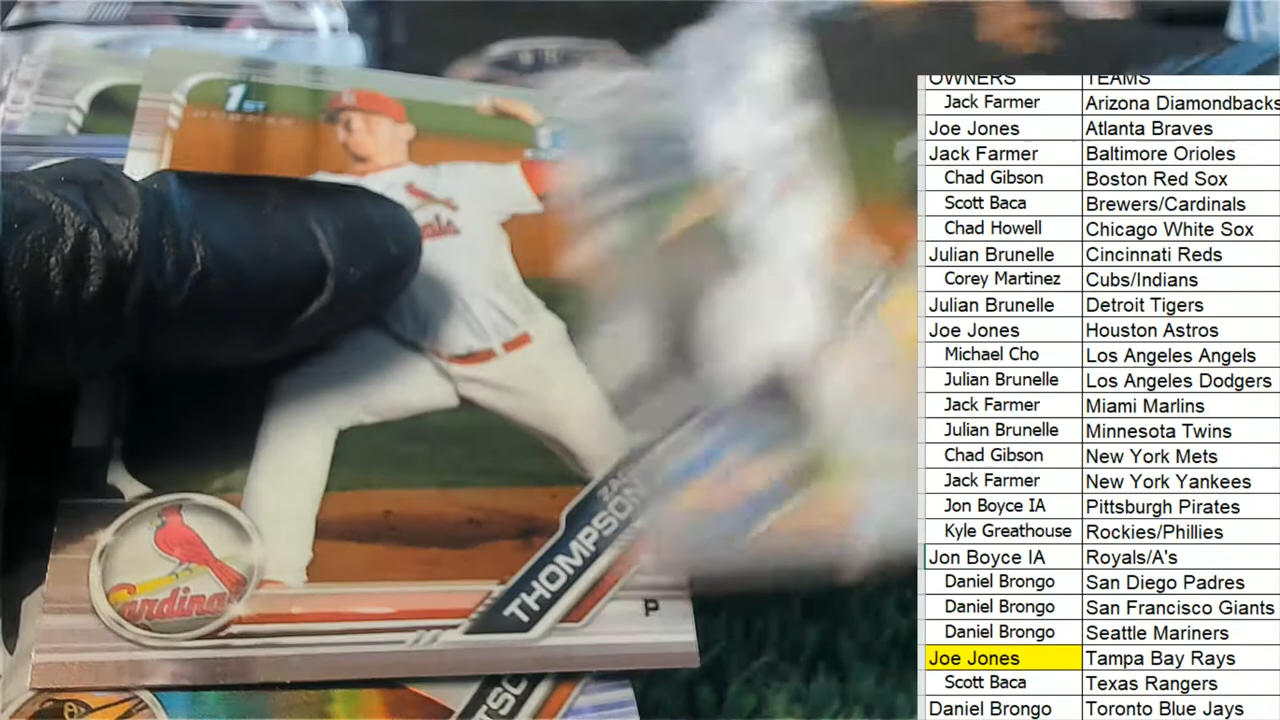 OWNERS TEAMS
Jack Farmer Arizona Diamondbacks
Joe Jones Atlanta Braves
Jack Farmer Baltimore Orioles
Chad Gibson Boston Red Sox
Scott Baca Brewers/Cardinals
Chad Howell Chicago White Sox
Julian Brunelle Cincinnati Reds
Corey Martinez Cubs/Indians
Julian Brunelle Detroit Tigers
Joe Jones Houston Astros
Michael Cho Los Angeles Angels
Julian Brunelle Los Angeles Dodgers
Jack Farmer Miami Marlins
Julian Brunelle Minnesota Twins
Chad Gibson New York Mets
Jack Farmer New York Yankees
Jon Boyce IA Pittsburgh Pirates
Kyle Greathouse Rockies/Phillies
Jon Boyce IA Royals/A's
Daniel Brongo San Diego Padres
Daniel Brongo San Francisco Giants
Daniel Brongo Seattle Mariners
Joe Jones Tampa Bay Rays
Scott Baca Texas Rangers
Daniel Brongo Toronto Blue Jays
1ST
BOWMAN
Cardinals
THOMPSON
P